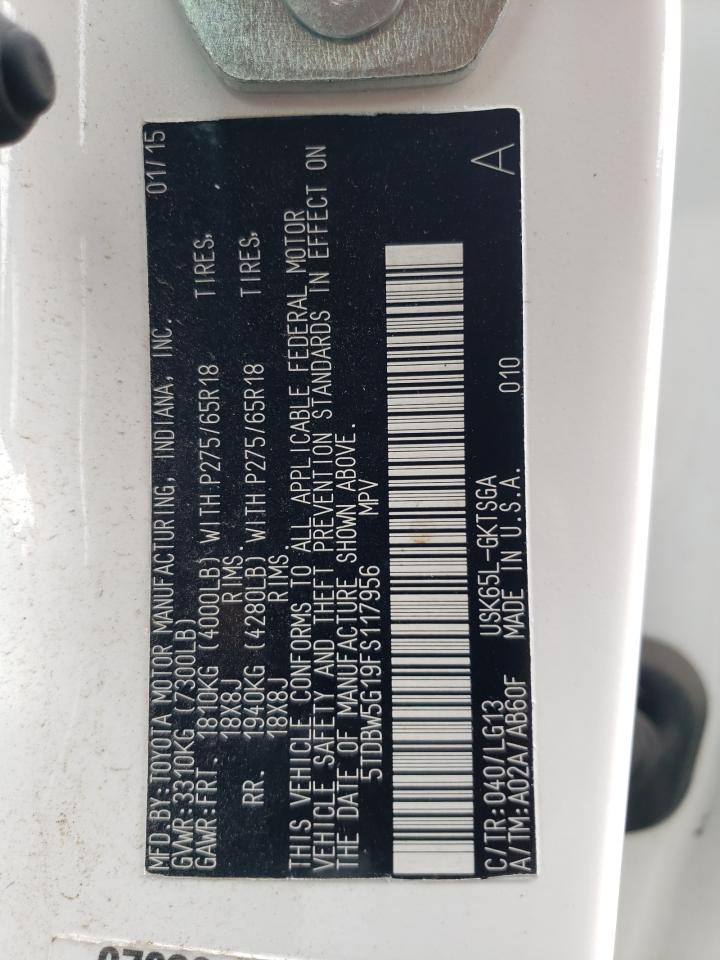 MFD BY:TOYOTA MOTOR MANUFACTURING, INDIANA, INC. 01/15
GVWR:3310KG (7300LB)
GAWR:FRT. 1810KG (4000LB) WITH P275/65R18 TIRES,
18X8J RIMS.
RR. 1940KG (4280LB) WITH P275/65R18 TIRES,
18X8J RIMS.
THIS VEHICLE CONFORMS TO ALL APPLICABLE FEDERAL MOTOR
VEHICLE SAFETY AND THEFT PREVENTION STANDARDS IN EFFECT ON
THE DATE OF MANUFACTURE SHOWN ABOVE.
5TDBW5G19FS117956 MPV
C/TR:040/LG13 USK65L-GKTSGA
A/TM:A02A/AB60F MADE IN U.S.A. 010 A